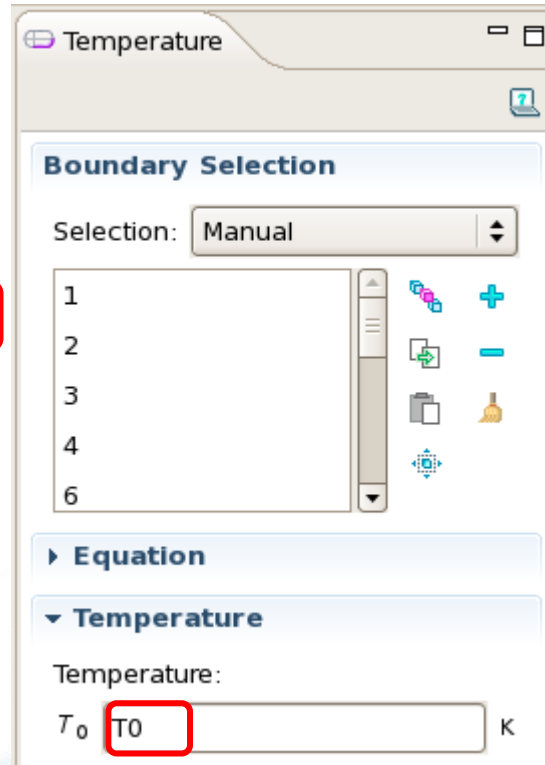 Temperature
Boundary Selection
Selection: Manual
1
2
3
4
6
Equation
Temperature
Temperature:
T0 T0 K